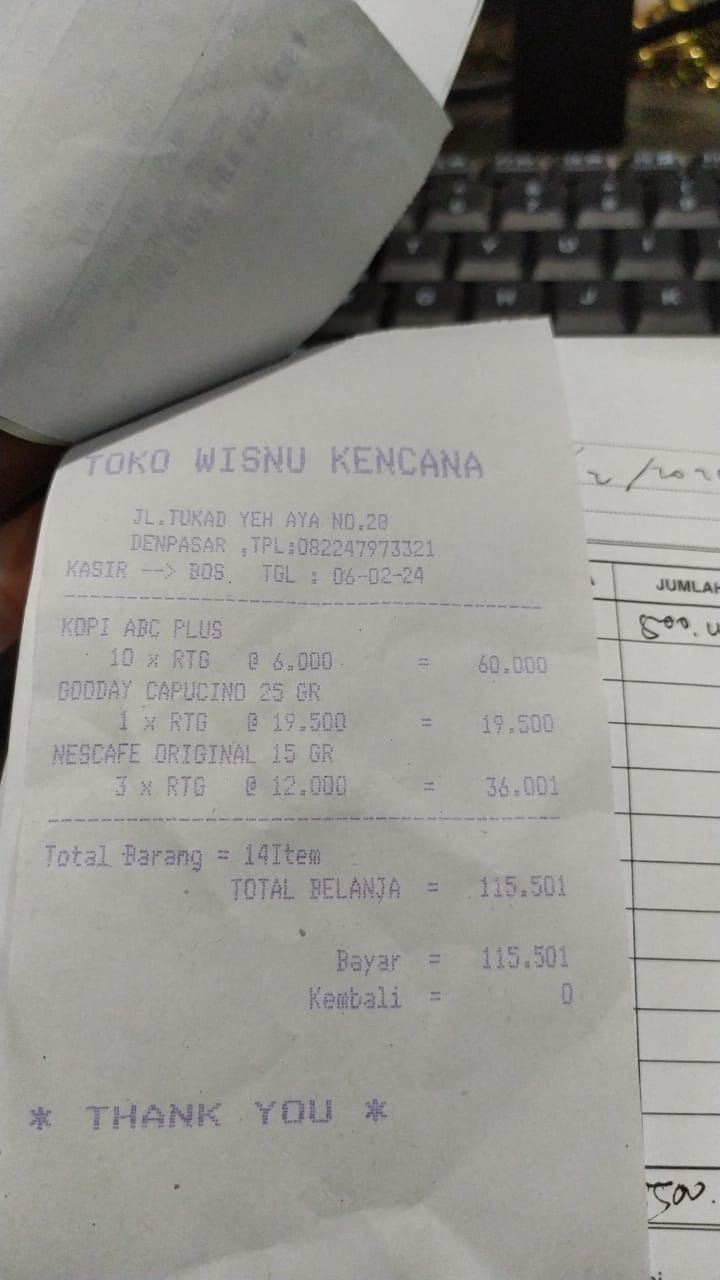 TOKO WISNU KENCANA
JL.TUKAD YEH AYA NO.28
DENPASAR ,TPL:082247973321
KASIR --> BOS. TGL : 06-02-24
KOPI ABC PLUS
10 x RTG @ 6.000 = 60.000
GOODAY CAPUCINO 25 GR
1 x RTG @ 19.500 = 19.500
NESCAFE ORIGINAL 15 GR
3 x RTG @ 12.000 = 36.001
Total Barang = 14Item
TOTAL BELANJA = 115.501
Bayar = 115.501
Kembali = 0
* THANK YOU *
JUMLAH
500.